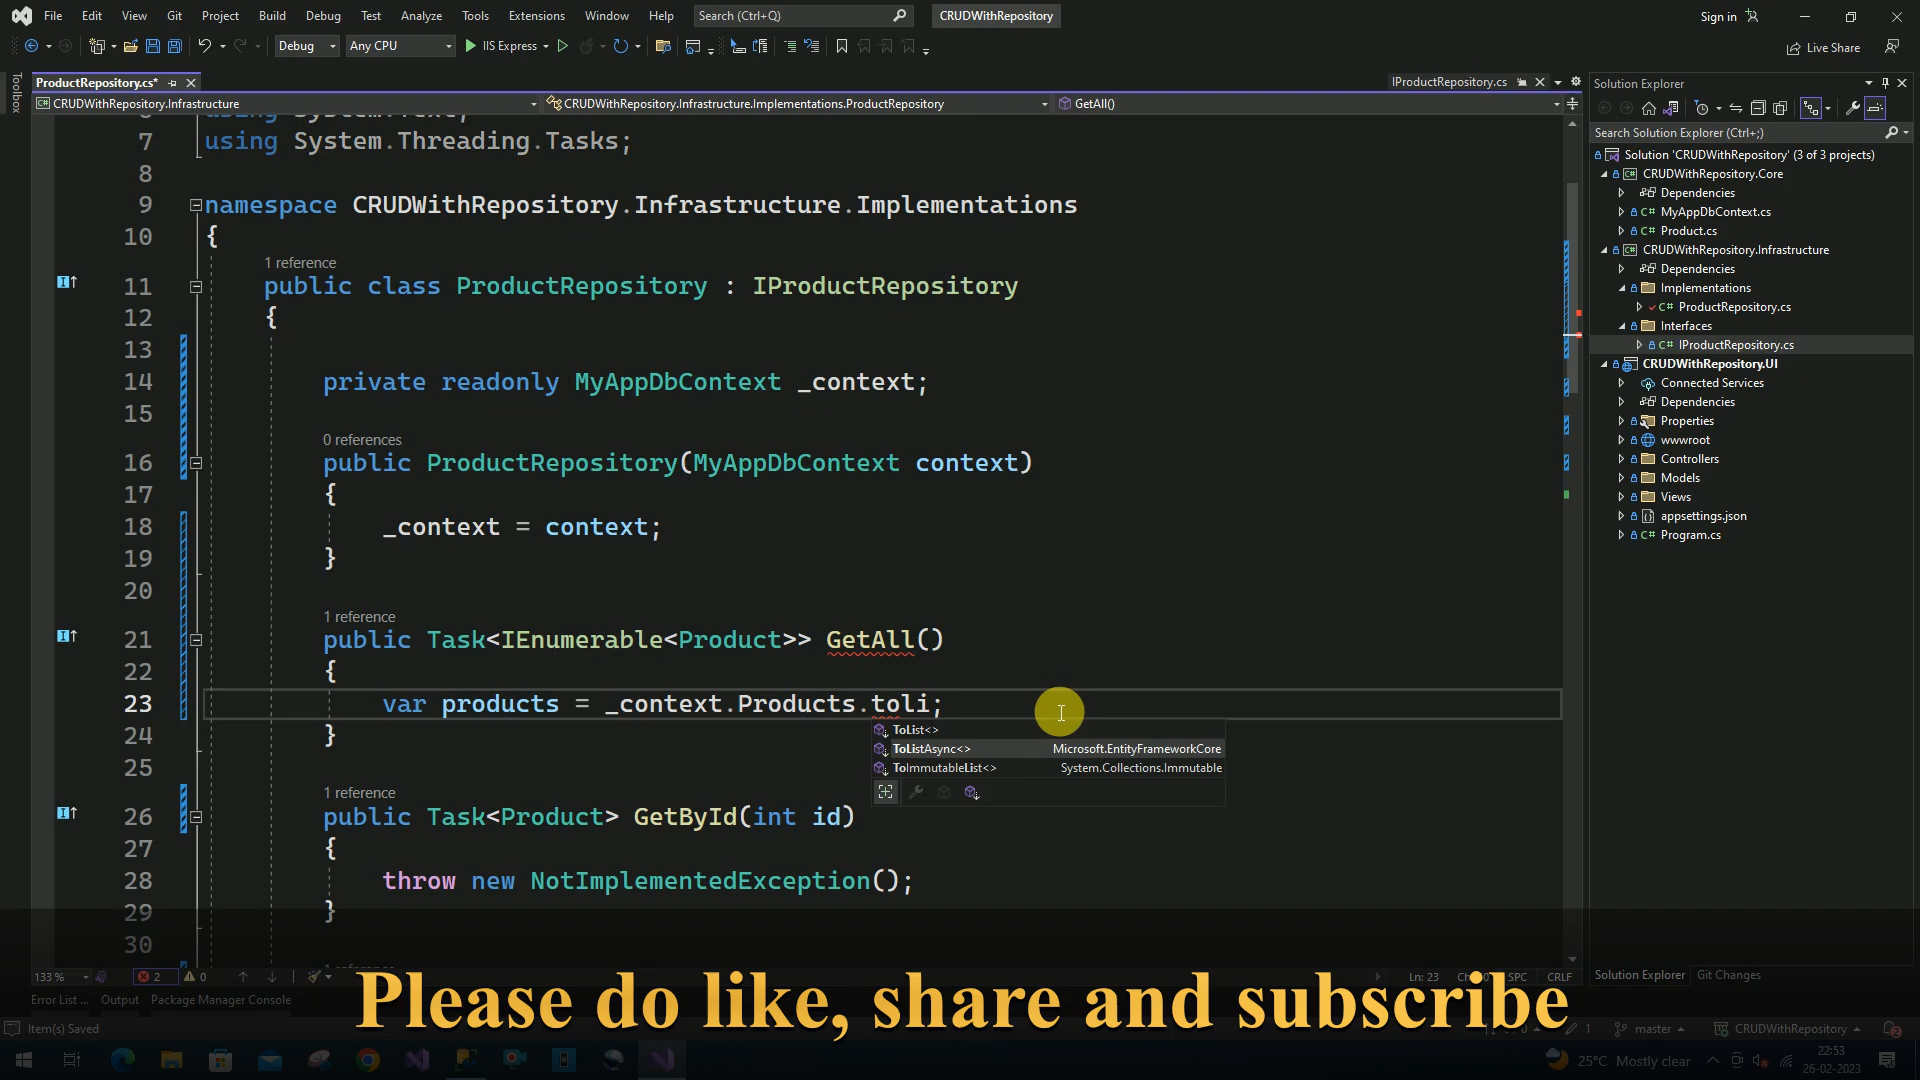 File Edit View Git Project Build Debug Test Analyze Tools Extensions Window Help Search (Ctrl+Q) CRUDWithRepository Sign in
Debug Any CPU IIS Express Live Share
Toolbox
ProductRepository.cs* IProductRepository.cs
CRUDWithRepository.Infrastructure CRUDWithRepository.Infrastructure.Implementations.ProductRepository GetAll()
6 using System.Text;
7 using System.Threading.Tasks;
8
9 namespace CRUDWithRepository.Infrastructure.Implementations
10 {
1 reference
11 public class ProductRepository : IProductRepository
12 {
13
14 private readonly MyAppDbContext _context;
15
0 references
16 public ProductRepository(MyAppDbContext context)
17 {
18 _context = context;
19 }
20
1 reference
21 public Task<IEnumerable<Product>> GetAll()
22 {
23 var products = _context.Products.toli;
ToList<>
ToListAsync<> Microsoft.EntityFrameworkCore
ToImmutableList<> System.Collections.Immutable
24 }
25
1 reference
26 public Task<Product> GetById(int id)
27 {
28 throw new NotImplementedException();
29 }
30
133 % 2 0 Ln: 23 SPC CRLF
Error List ... Output Package Manager Console
Item(s) Saved 1 master CRUDWithRepository
Solution Explorer
Search Solution Explorer (Ctrl+;)
Solution 'CRUDWithRepository' (3 of 3 projects)
CRUDWithRepository.Core
Dependencies
C# MyAppDbContext.cs
C# Product.cs
CRUDWithRepository.Infrastructure
Dependencies
Implementations
C# ProductRepository.cs
Interfaces
C# IProductRepository.cs
CRUDWithRepository.UI
Connected Services
Dependencies
Properties
wwwroot
Controllers
Models
Views
appsettings.json
C# Program.cs
Solution Explorer Git Changes
Please do like, share and subscribe
25°C Mostly clear 22:53
26-02-2023